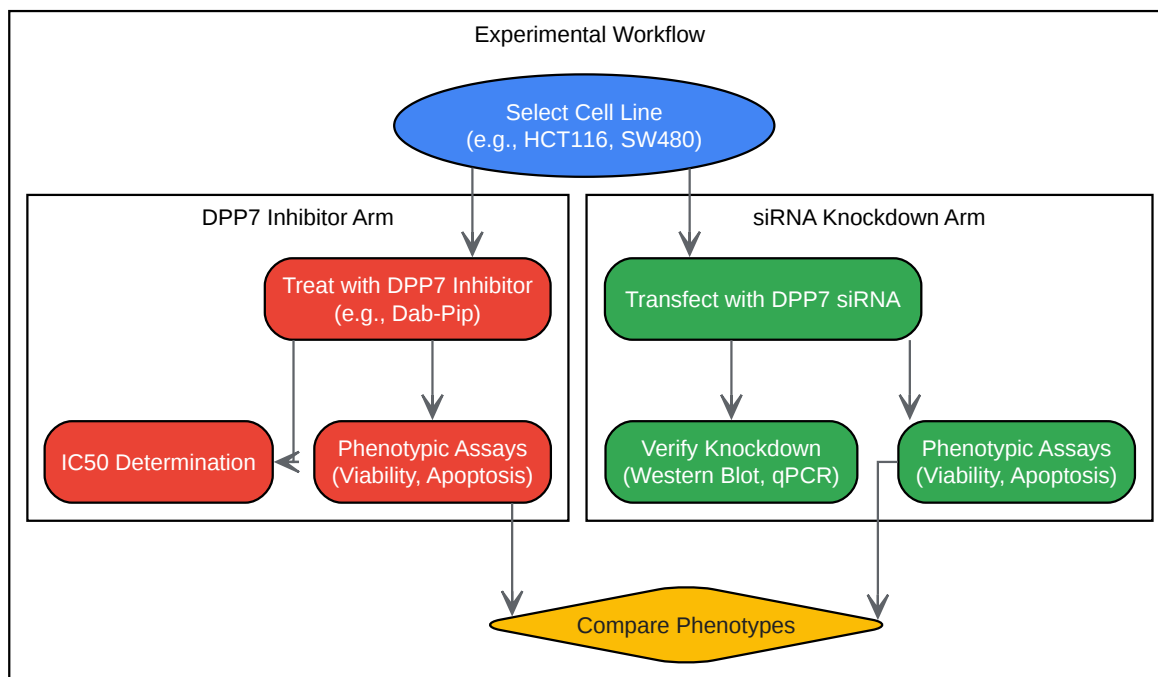 Experimental Workflow
Select Cell Line
(e.g., HCT116, SW480)
DPP7 Inhibitor Arm
siRNA Knockdown Arm
Treat with DPP7 Inhibitor
(e.g., Dab-Pip)
Transfect with DPP7 siRNA
IC50 Determination
Phenotypic Assays
(Viability, Apoptosis)
Verify Knockdown
(Western Blot, qPCR)
Phenotypic Assays
(Viability, Apoptosis)
Compare Phenotypes